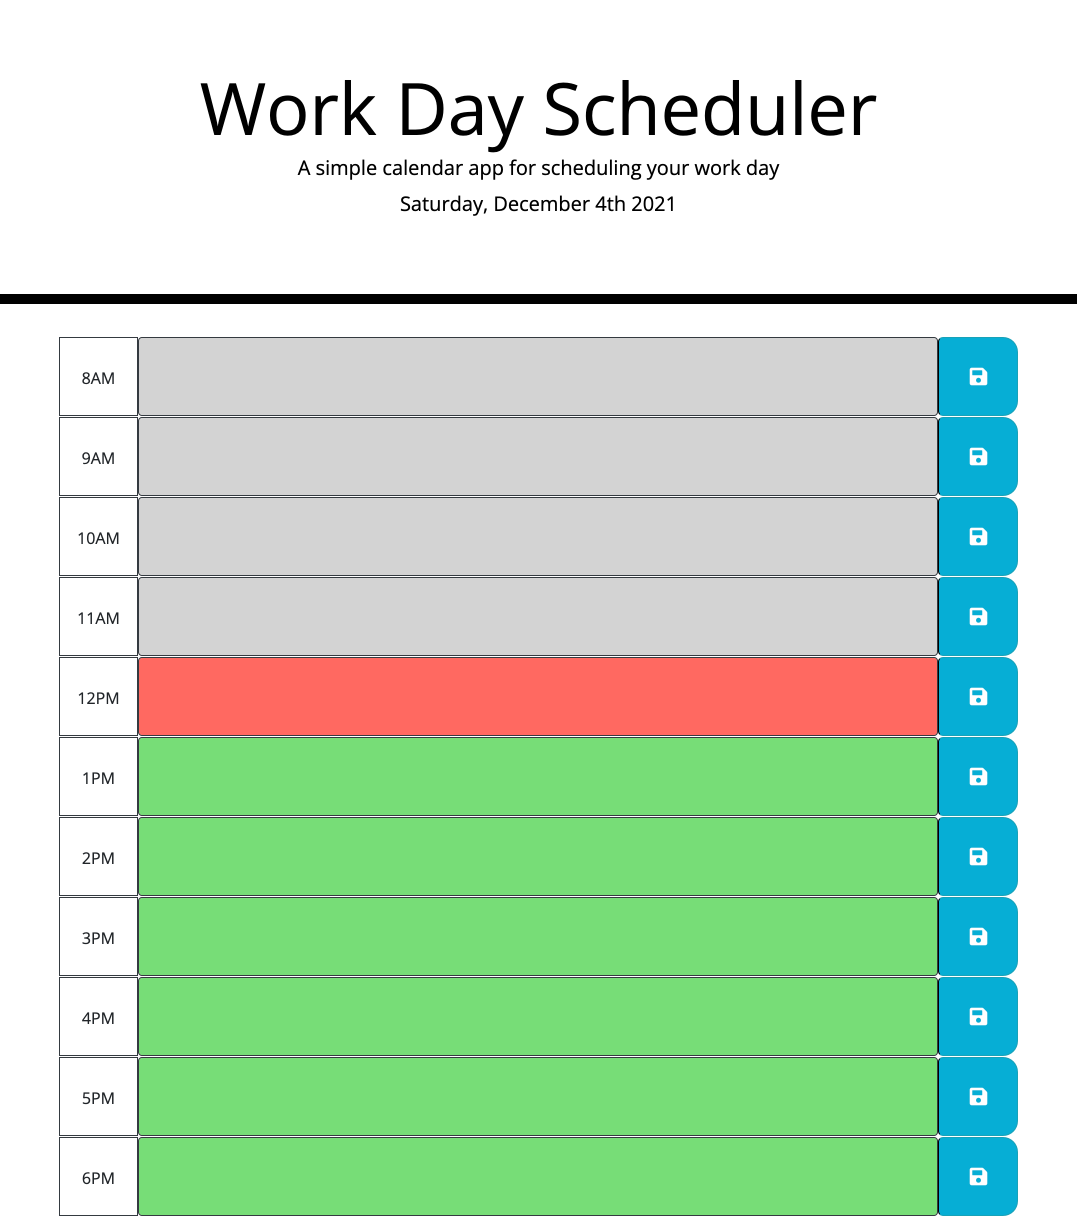 Work Day Scheduler
A simple calendar app for scheduling your work day
Saturday, December 4th 2021
8AM
9AM
10AM
11AM
12PM
1PM
2PM
3PM
4PM
5PM
6PM